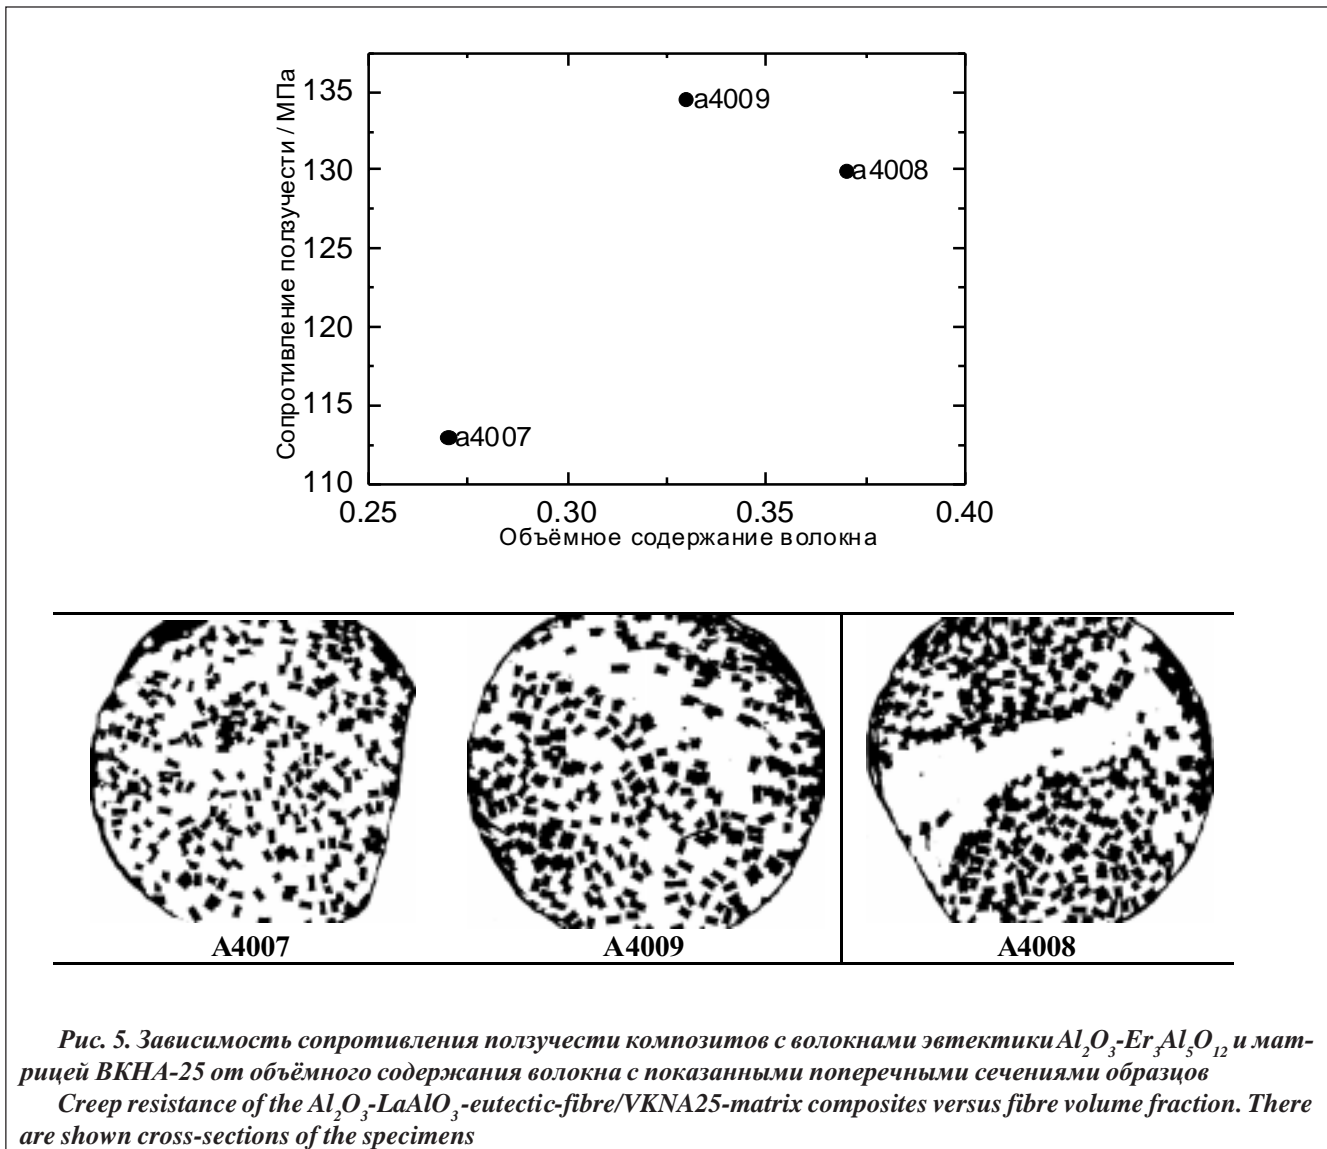 Сопротивление ползучести / МПа
135
130
125
120
115
110
a4009
a4008
a4007
0.25 0.30 0.35 0.40
Объёмное содержание волокна
A4007 A4009 A4008
Рис. 5. Зависимость сопротивления ползучести композитов с волокнами эвтектики Al₂O₃-Er₃Al₅O₁₂ и мат-
рицей ВКНА-25 от объёмного содержания волокна с показанными поперечными сечениями образцов
Creep resistance of the Al₂O₃-LaAlO₃-eutectic-fibre/VKNA25-matrix composites versus fibre volume fraction. There
are shown cross-sections of the specimens